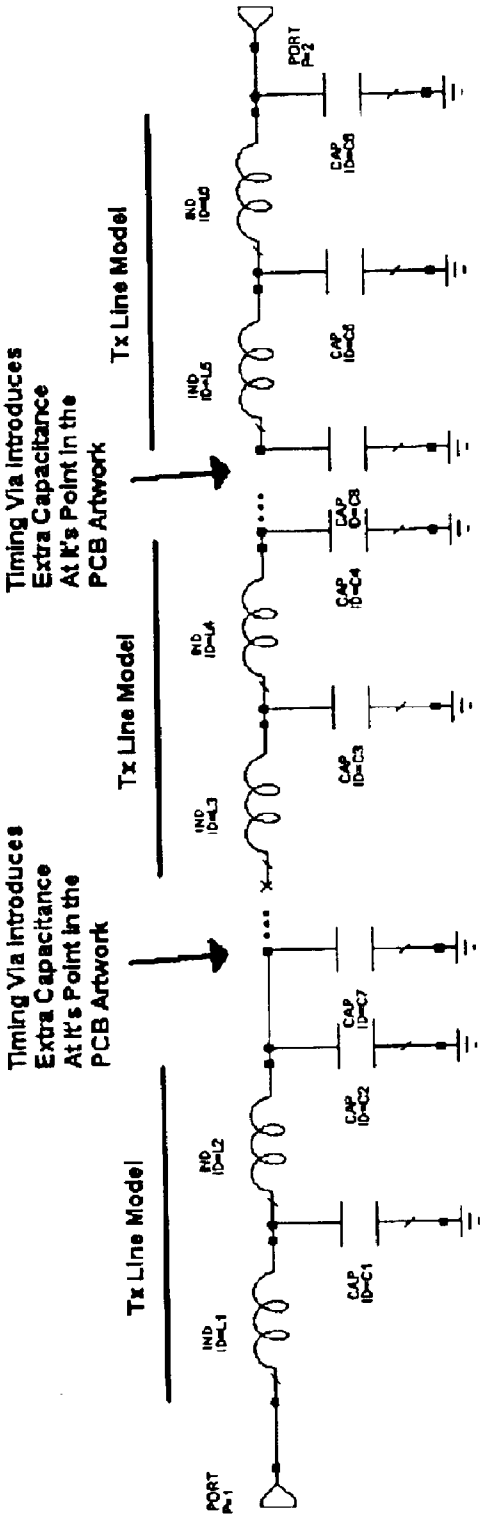 Timing Via Introduces
Extra Capacitance
At It's Point in the
PCB Artwork
Timing Via Introduces
Extra Capacitance
At It's Point in the
PCB Artwork
Tx Line Model
Tx Line Model
Tx Line Model
PORT
P=1
IND
ID=L1
IND
ID=L2
IND
ID=L3
IND
ID=L4
IND
ID=L5
IND
ID=L6
PORT
P=2
CAP
ID=C1
CAP
ID=C2
CAP
ID=C7
CAP
ID=C3
CAP
ID=C4
CAP
ID=C8
CAP
ID=C5
CAP
ID=C6